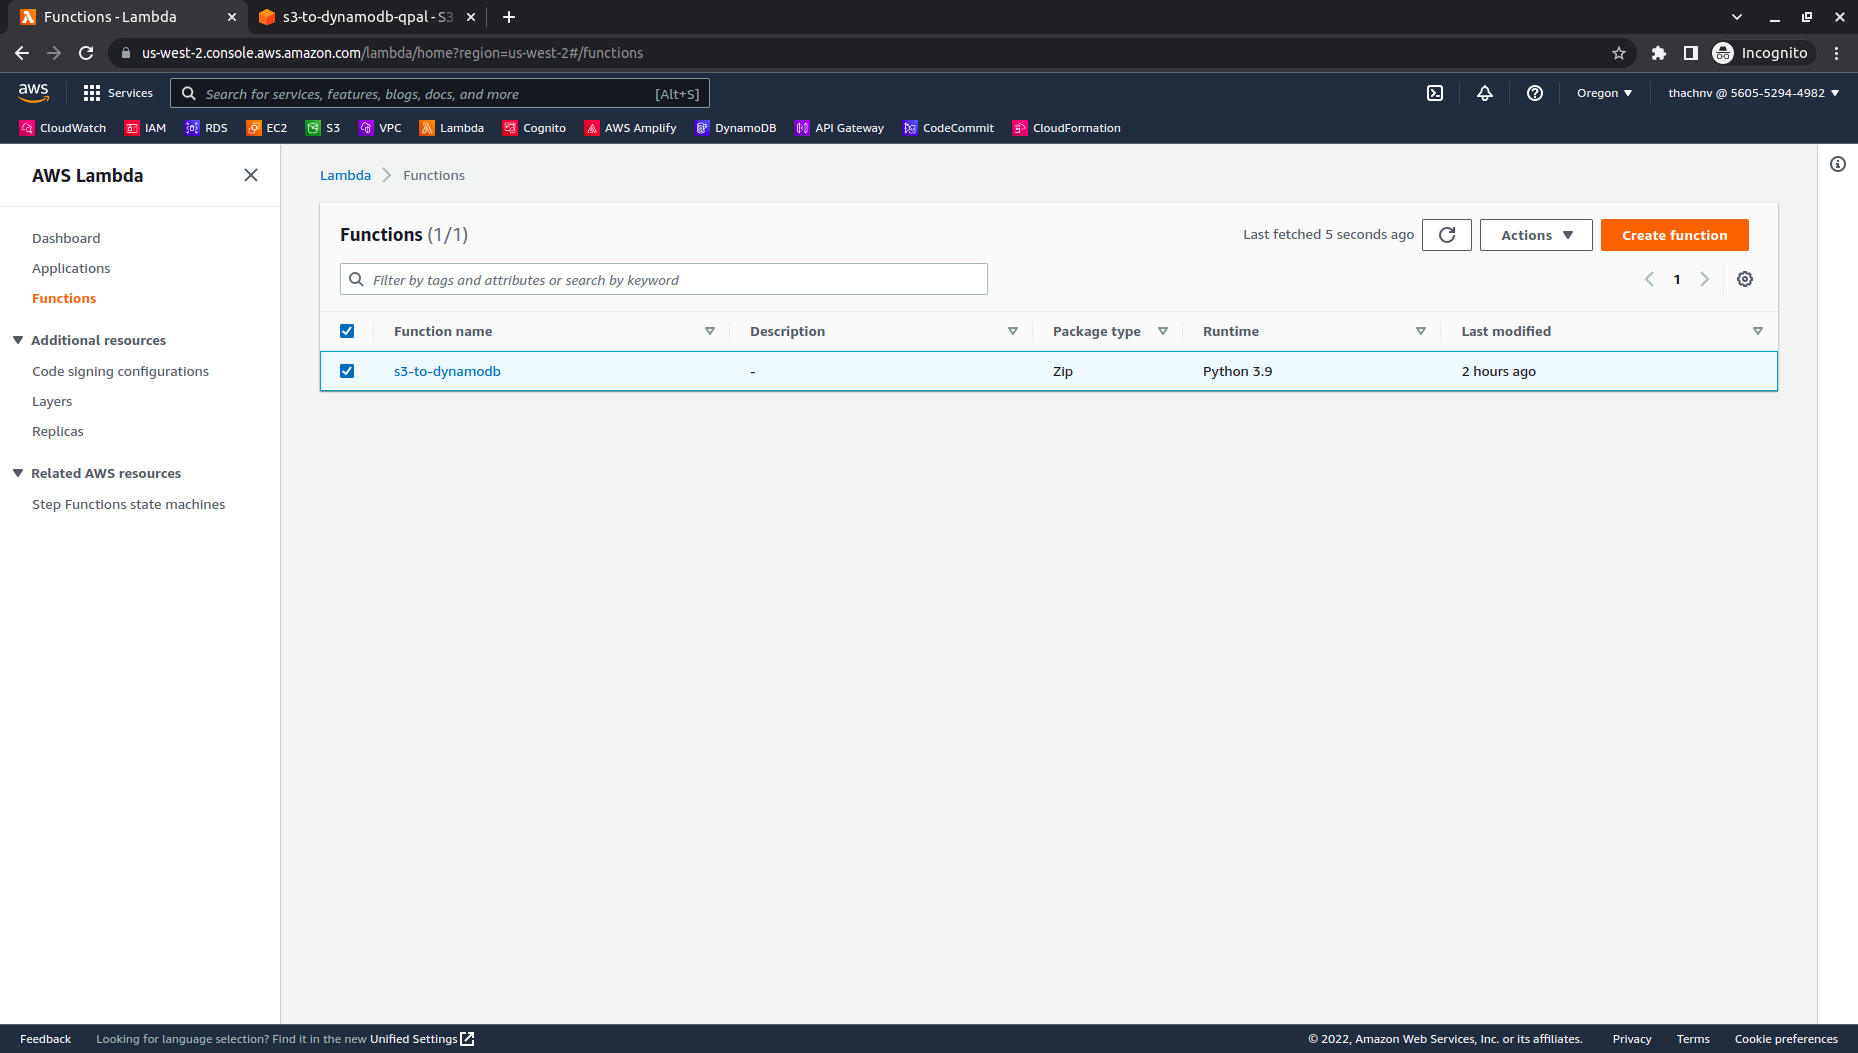 Functions - Lambda
s3-to-dynamodb-qpal - S3
us-west-2.console.aws.amazon.com/lambda/home?region=us-west-2#/functions
Incognito
aws
Services
Search for services, features, blogs, docs, and more
[Alt+S]
Oregon
thachnv @ 5605-5294-4982
CloudWatch
IAM
RDS
EC2
S3
VPC
Lambda
Cognito
AWS Amplify
DynamoDB
API Gateway
CodeCommit
CloudFormation
AWS Lambda
Dashboard
Applications
Functions
Additional resources
Code signing configurations
Layers
Replicas
Related AWS resources
Step Functions state machines
Lambda
Functions
Functions (1/1)
Last fetched 5 seconds ago
Actions
Create function
Filter by tags and attributes or search by keyword
1
Function name
Description
Package type
Runtime
Last modified
s3-to-dynamodb
-
Zip
Python 3.9
2 hours ago
Feedback
Looking for language selection? Find it in the new Unified Settings
© 2022, Amazon Web Services, Inc. or its affiliates.
Privacy
Terms
Cookie preferences